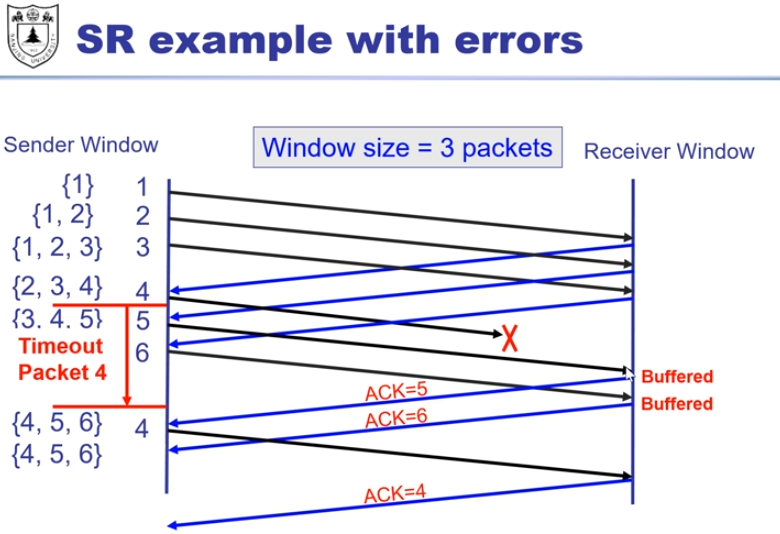 SR example with errors
Sender Window
Window size = 3 packets
Receiver Window
{1} 1
{1, 2} 2
{1, 2, 3} 3
{2, 3, 4} 4
{3. 4. 5} 5
X
Timeout
Packet 4
6
Buffered
ACK=5
Buffered
ACK=6
{4, 5, 6} 4
{4, 5, 6}
ACK=4